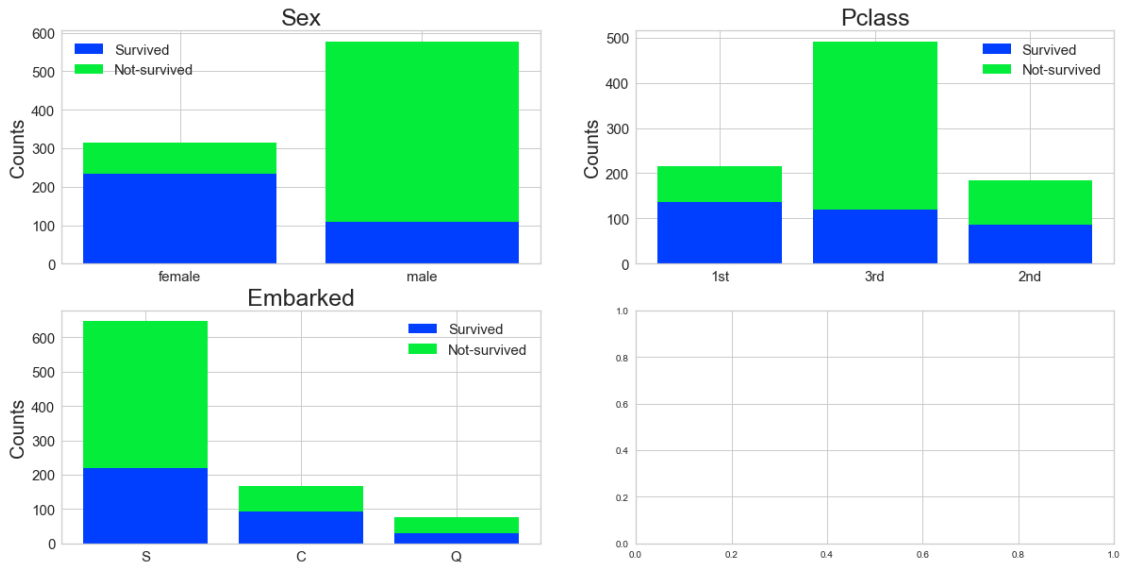 Sex
Survived
Not-survived
Counts
600
500
400
300
200
100
0
female
male
Pclass
Survived
Not-survived
Counts
500
400
300
200
100
0
1st
3rd
2nd
Embarked
Survived
Not-survived
Counts
600
500
400
300
200
100
0
S
C
Q
1.0
0.8
0.6
0.4
0.2
0.0
0.0
0.2
0.4
0.6
0.8
1.0